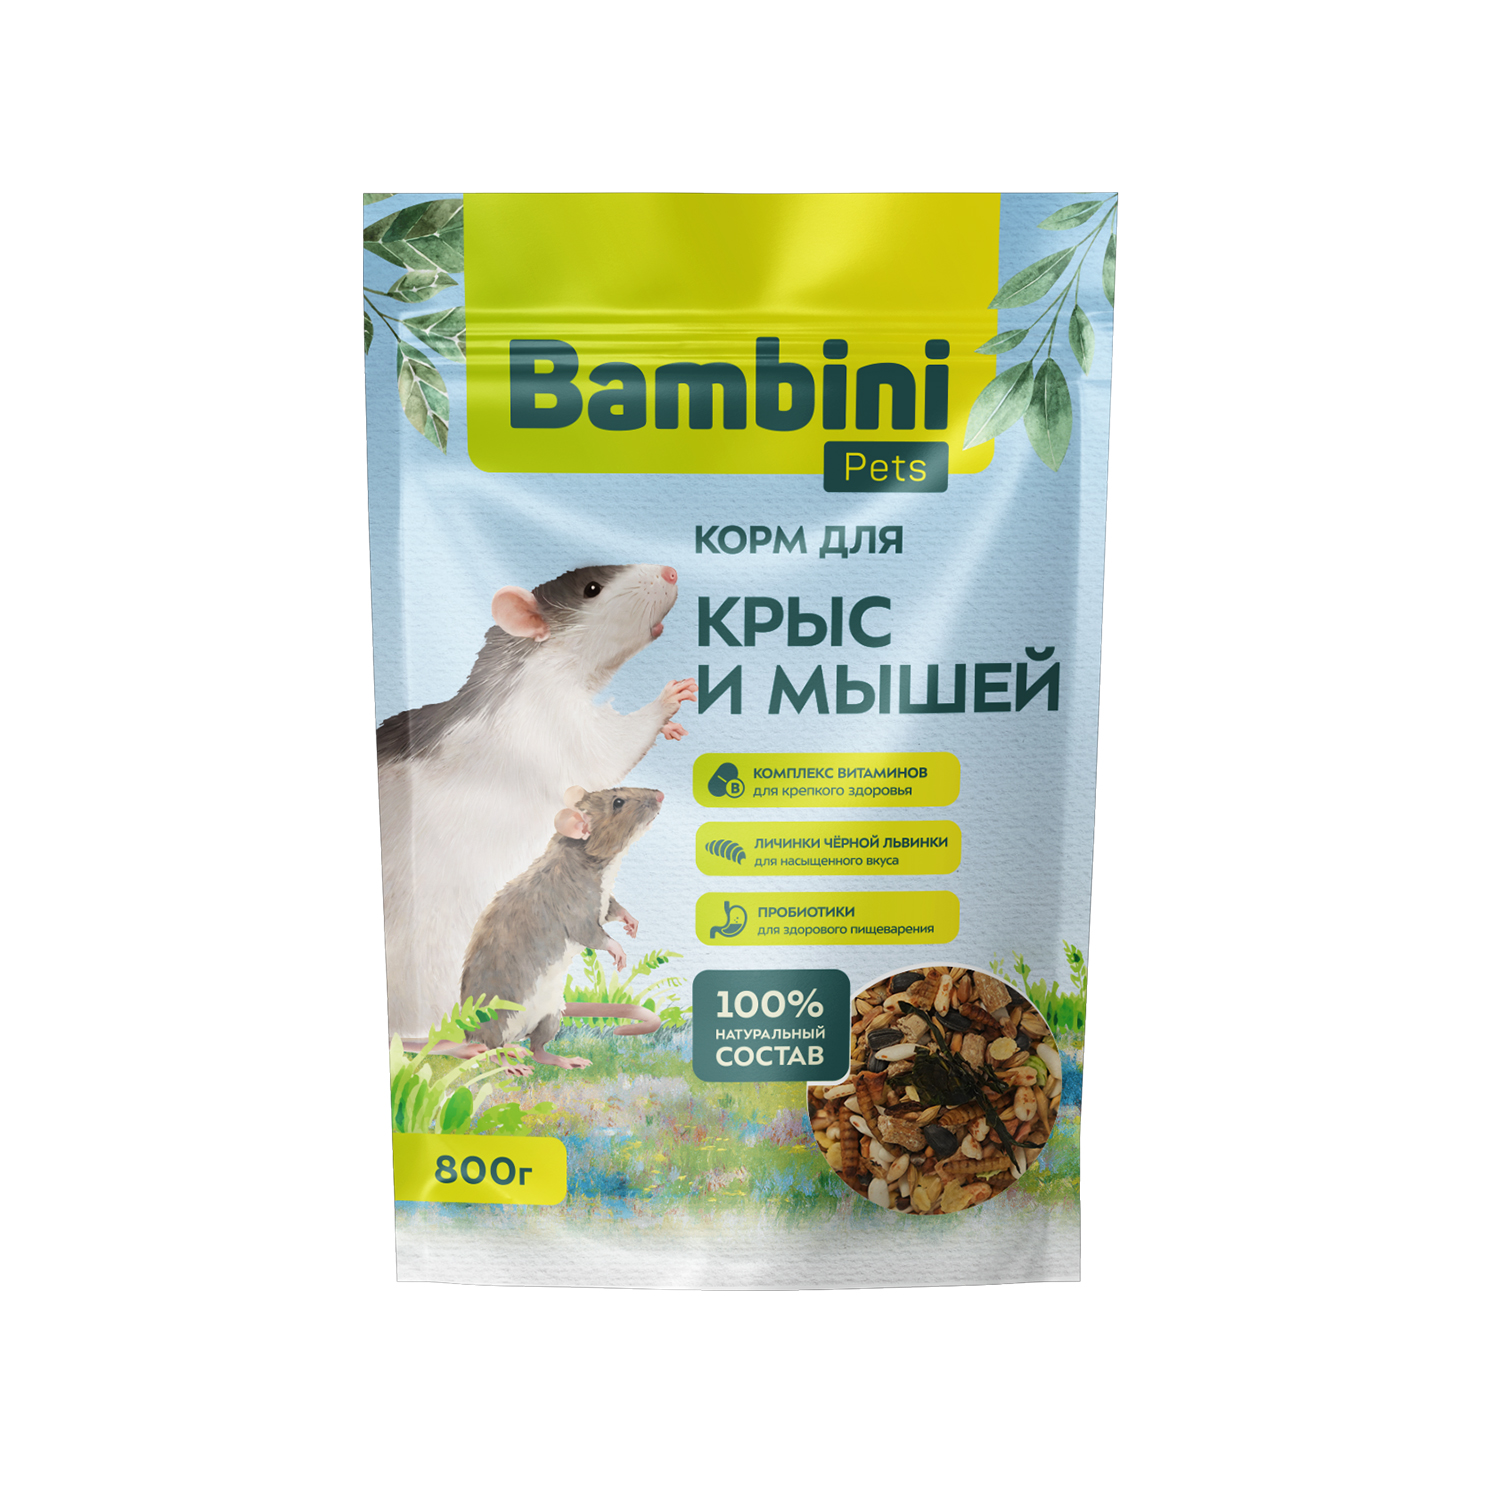 Bambini
Pets
КОРМ ДЛЯ
КРЫС
И МЫШЕЙ
B
КОМПЛЕКС ВИТАМИНОВ
для крепкого здоровья
ЛИЧИНКИ ЧЁРНОЙ ЛЬВИНКИ
для насыщенного вкуса
ПРОБИОТИКИ
для здорового пищеварения
100%
НАТУРАЛЬНЫЙ
СОСТАВ
800г